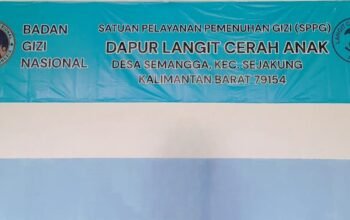 BADAN
GIZI
NASIONAL
SATUAN PELAYANAN PEMENUHAN GIZI (SPPG)
DAPUR LANGIT CERAH ANAK
DESA SEMANGGA, KEC. SEJAKUNG
KALIMANTAN BARAT 79154